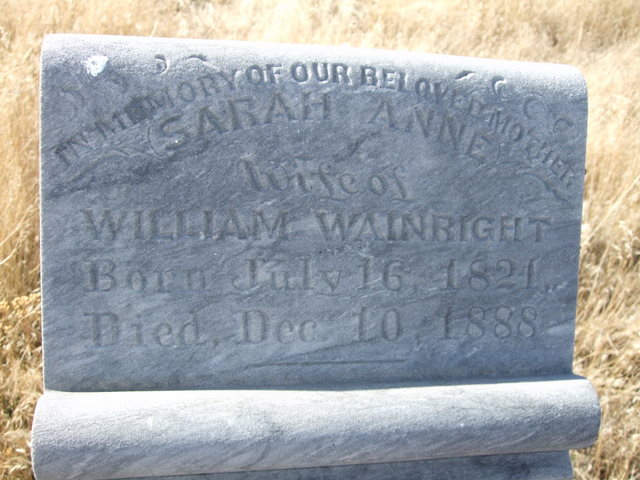 IN MEMORY OF OUR BELOVED MOTHER
SARAH ANNE
Wife of
WILLIAM WAINRIGHT
Born July 16, 1821,
Died, Dec. 10, 1888